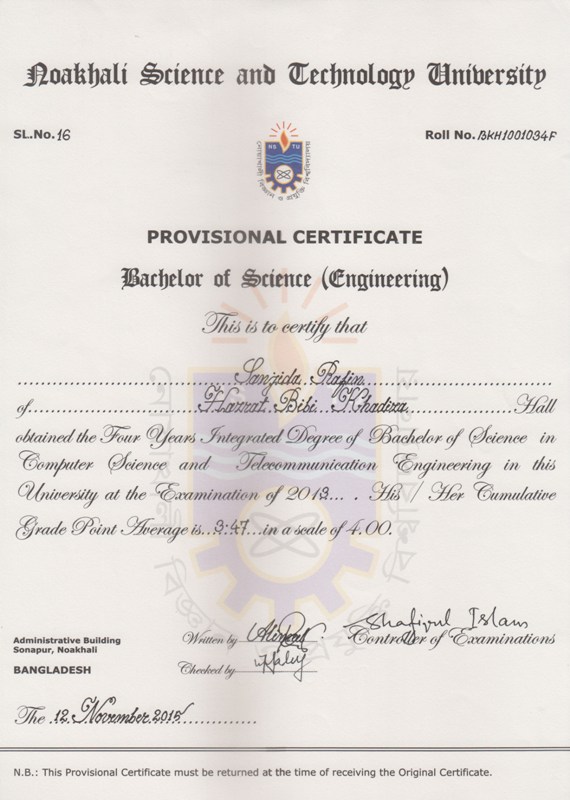 Noakhali Science and Technology University
SL.No. 16
Roll No. BKH1001034F
NS TU
নোয়াখালী বিজ্ঞান ও প্রযুক্তি বিশ্ববিদ্যালয়
PROVISIONAL CERTIFICATE
Bachelor of Science (Engineering)
This is to certify that
Sanjida Rafin
of Hazrat Bibi Khadiza Hall
obtained the Four Years Integrated Degree of Bachelor of Science in
Computer Science and Telecommunication Engineering in this
University at the Examination of 2013... . His / Her Cumulative
Grade Point Average is..3.47...in a scale of 4.00.
Shafiqul Islam
Administrative Building
Sonapur, Noakhali
Written by
Controller of Examinations
BANGLADESH
Checked by
The 12 November 2015
N.B.: This Provisional Certificate must be returned at the time of receiving the Original Certificate.